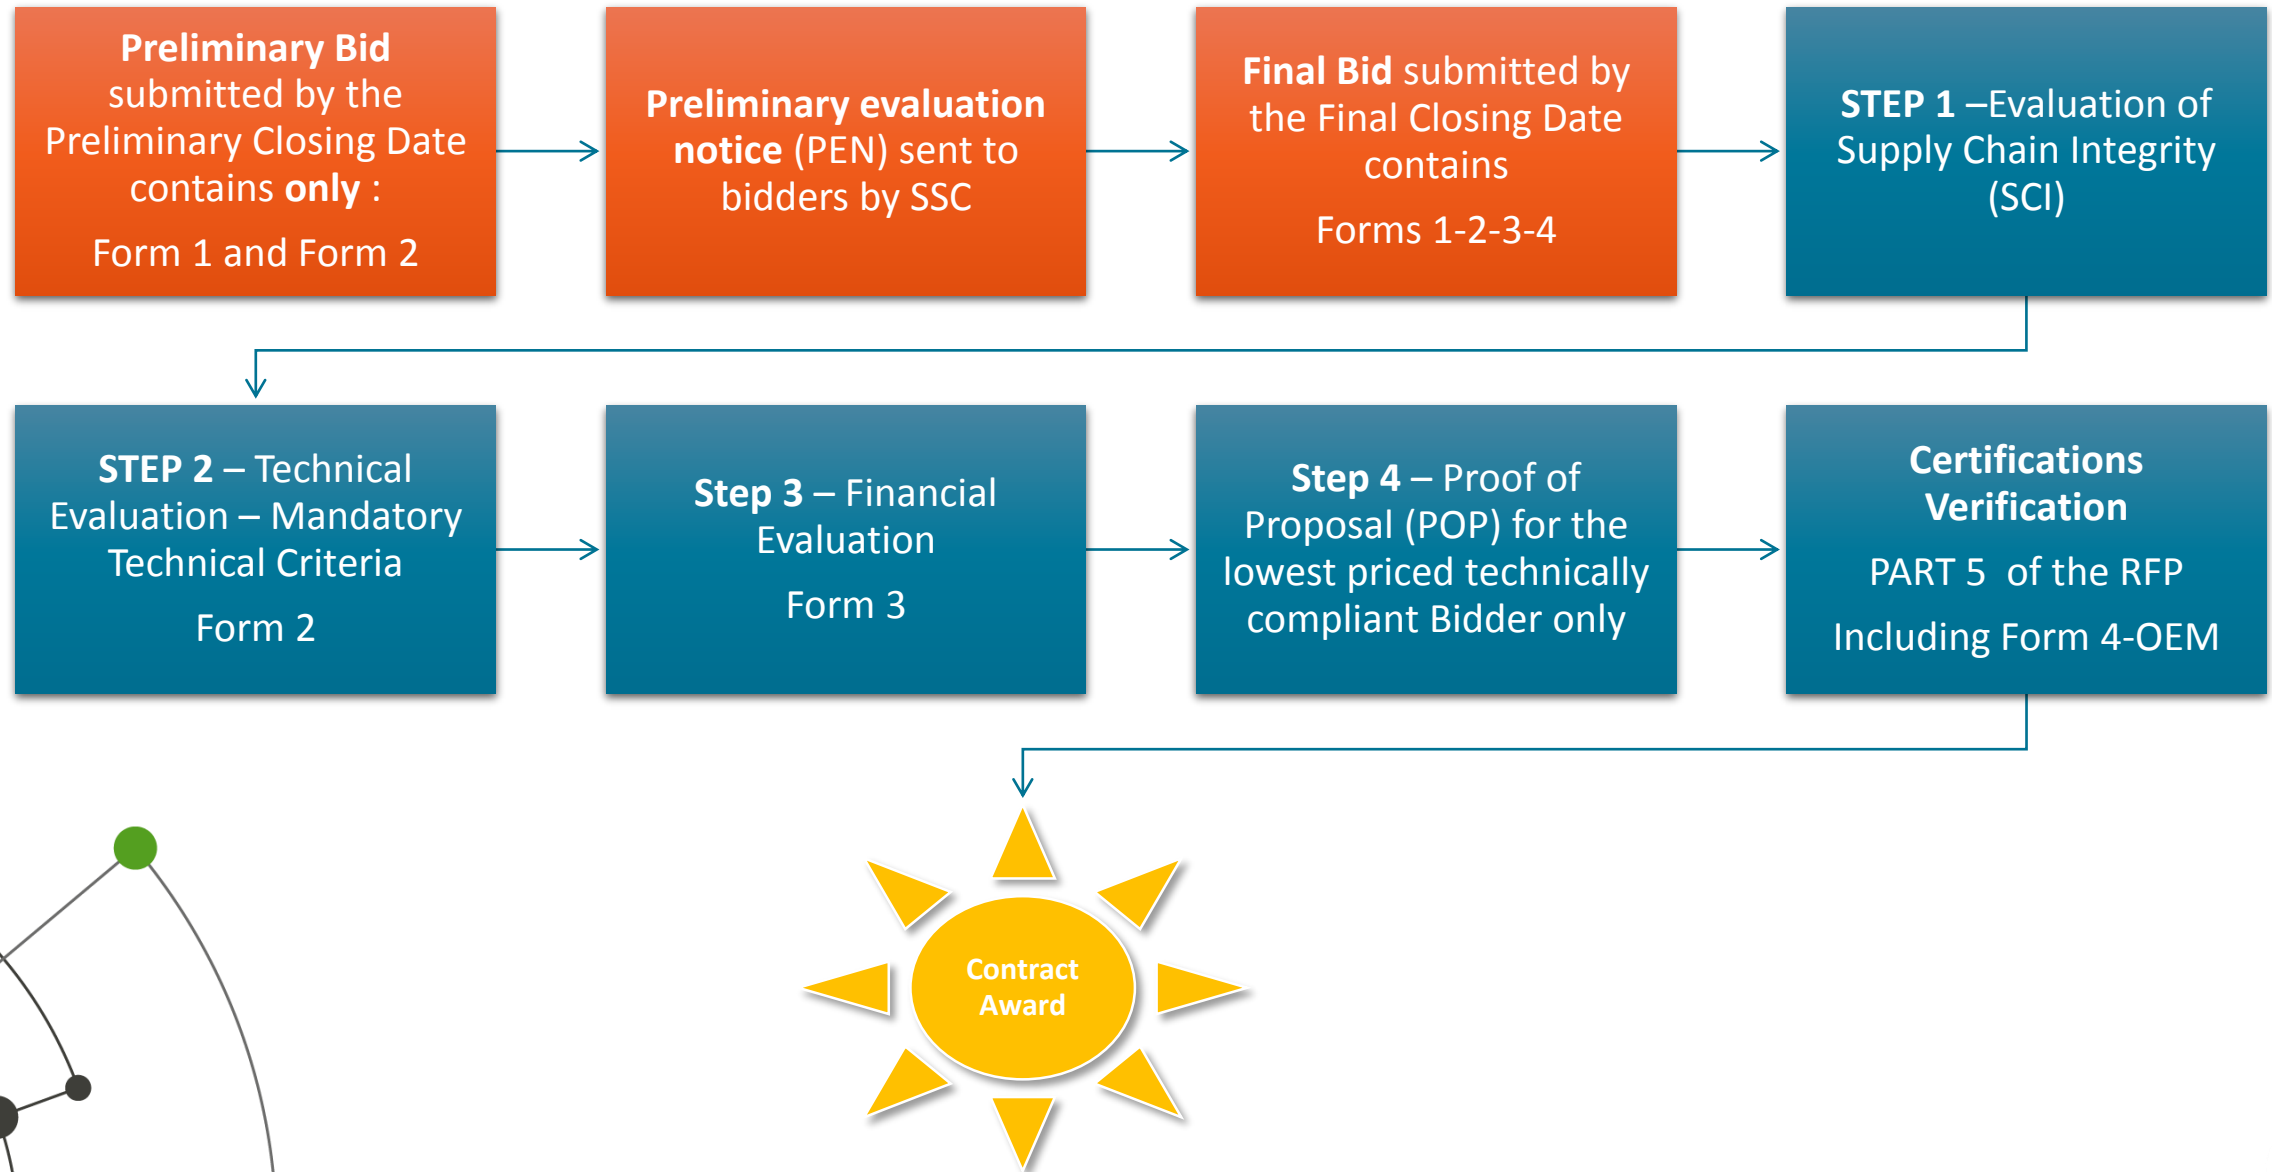 Preliminary Bid
submitted by the
Preliminary Closing Date
contains only :
Form 1 and Form 2
Preliminary evaluation
notice (PEN) sent to
bidders by SSC
Final Bid submitted by
the Final Closing Date
contains
Forms 1-2-3-4
STEP 1 –Evaluation of
Supply Chain Integrity
(SCI)
STEP 2 – Technical
Evaluation – Mandatory
Technical Criteria
Form 2
Step 3 – Financial
Evaluation
Form 3
Step 4 – Proof of
Proposal (POP) for the
lowest priced technically
compliant Bidder only
Certifications
Verification
PART 5 of the RFP
Including Form 4-OEM
Contract
Award